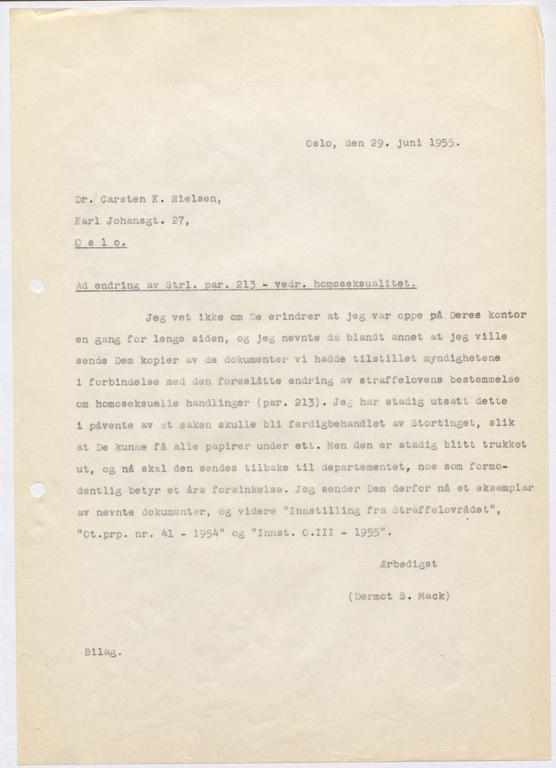 Oslo, den 29. juni 1955.
Dr. Carsten K. Nielsen,
Karl Johansgt. 27,
O s l o.
Ad endring av Strl. par. 213 - vedr. homoseksualitet.
Jeg vet ikke om De erindrer at jeg var oppe på Deres kontor
en gang for lenge siden, og jeg nevnte da blandt annet at jeg ville
sende Dem kopier av de dokumenter vi hadde tilstillet myndighetene
i forbindelse med den foreslåtte endring av straffelovens bestemmelse
om homoseksualle handlinger (par. 213). Jeg har stadig utsatt dette
i påvente av at saken skulle bli ferdigbehandlet av Stortinget, slik
at De kunne få alle papirer under ett. Men den er stadig blitt trukket
ut, og nå skal den sendes tilbake til departementet, noe som formo-
dentlig betyr et års forsinkelse. Jeg sender Dem derfor nå et eksemplar
av nevnte dokumenter, og videre "Innstilling fra Straffelovrådet",
"Ot.prp. nr. 41 - 1954" og "Innst. O.III - 1955".
Ærbødigst
(Dermot S. Mack)
Bilag.